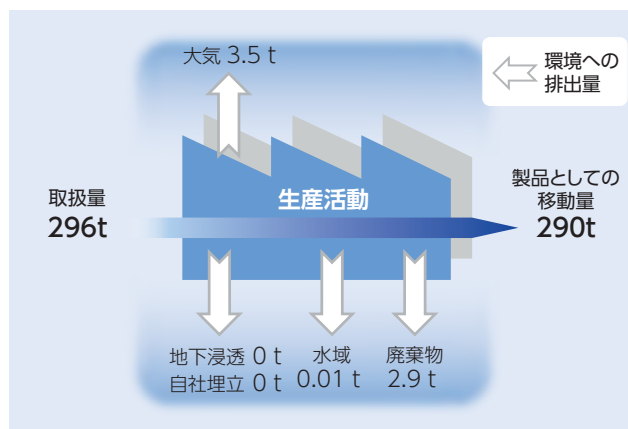 大気 3.5 t
環境への
排出量
取扱量
296t
生産活動
製品としての
移動量
290t
地下浸透 0 t
自社埋立 0 t
水域
0.01 t
廃棄物
2.9 t